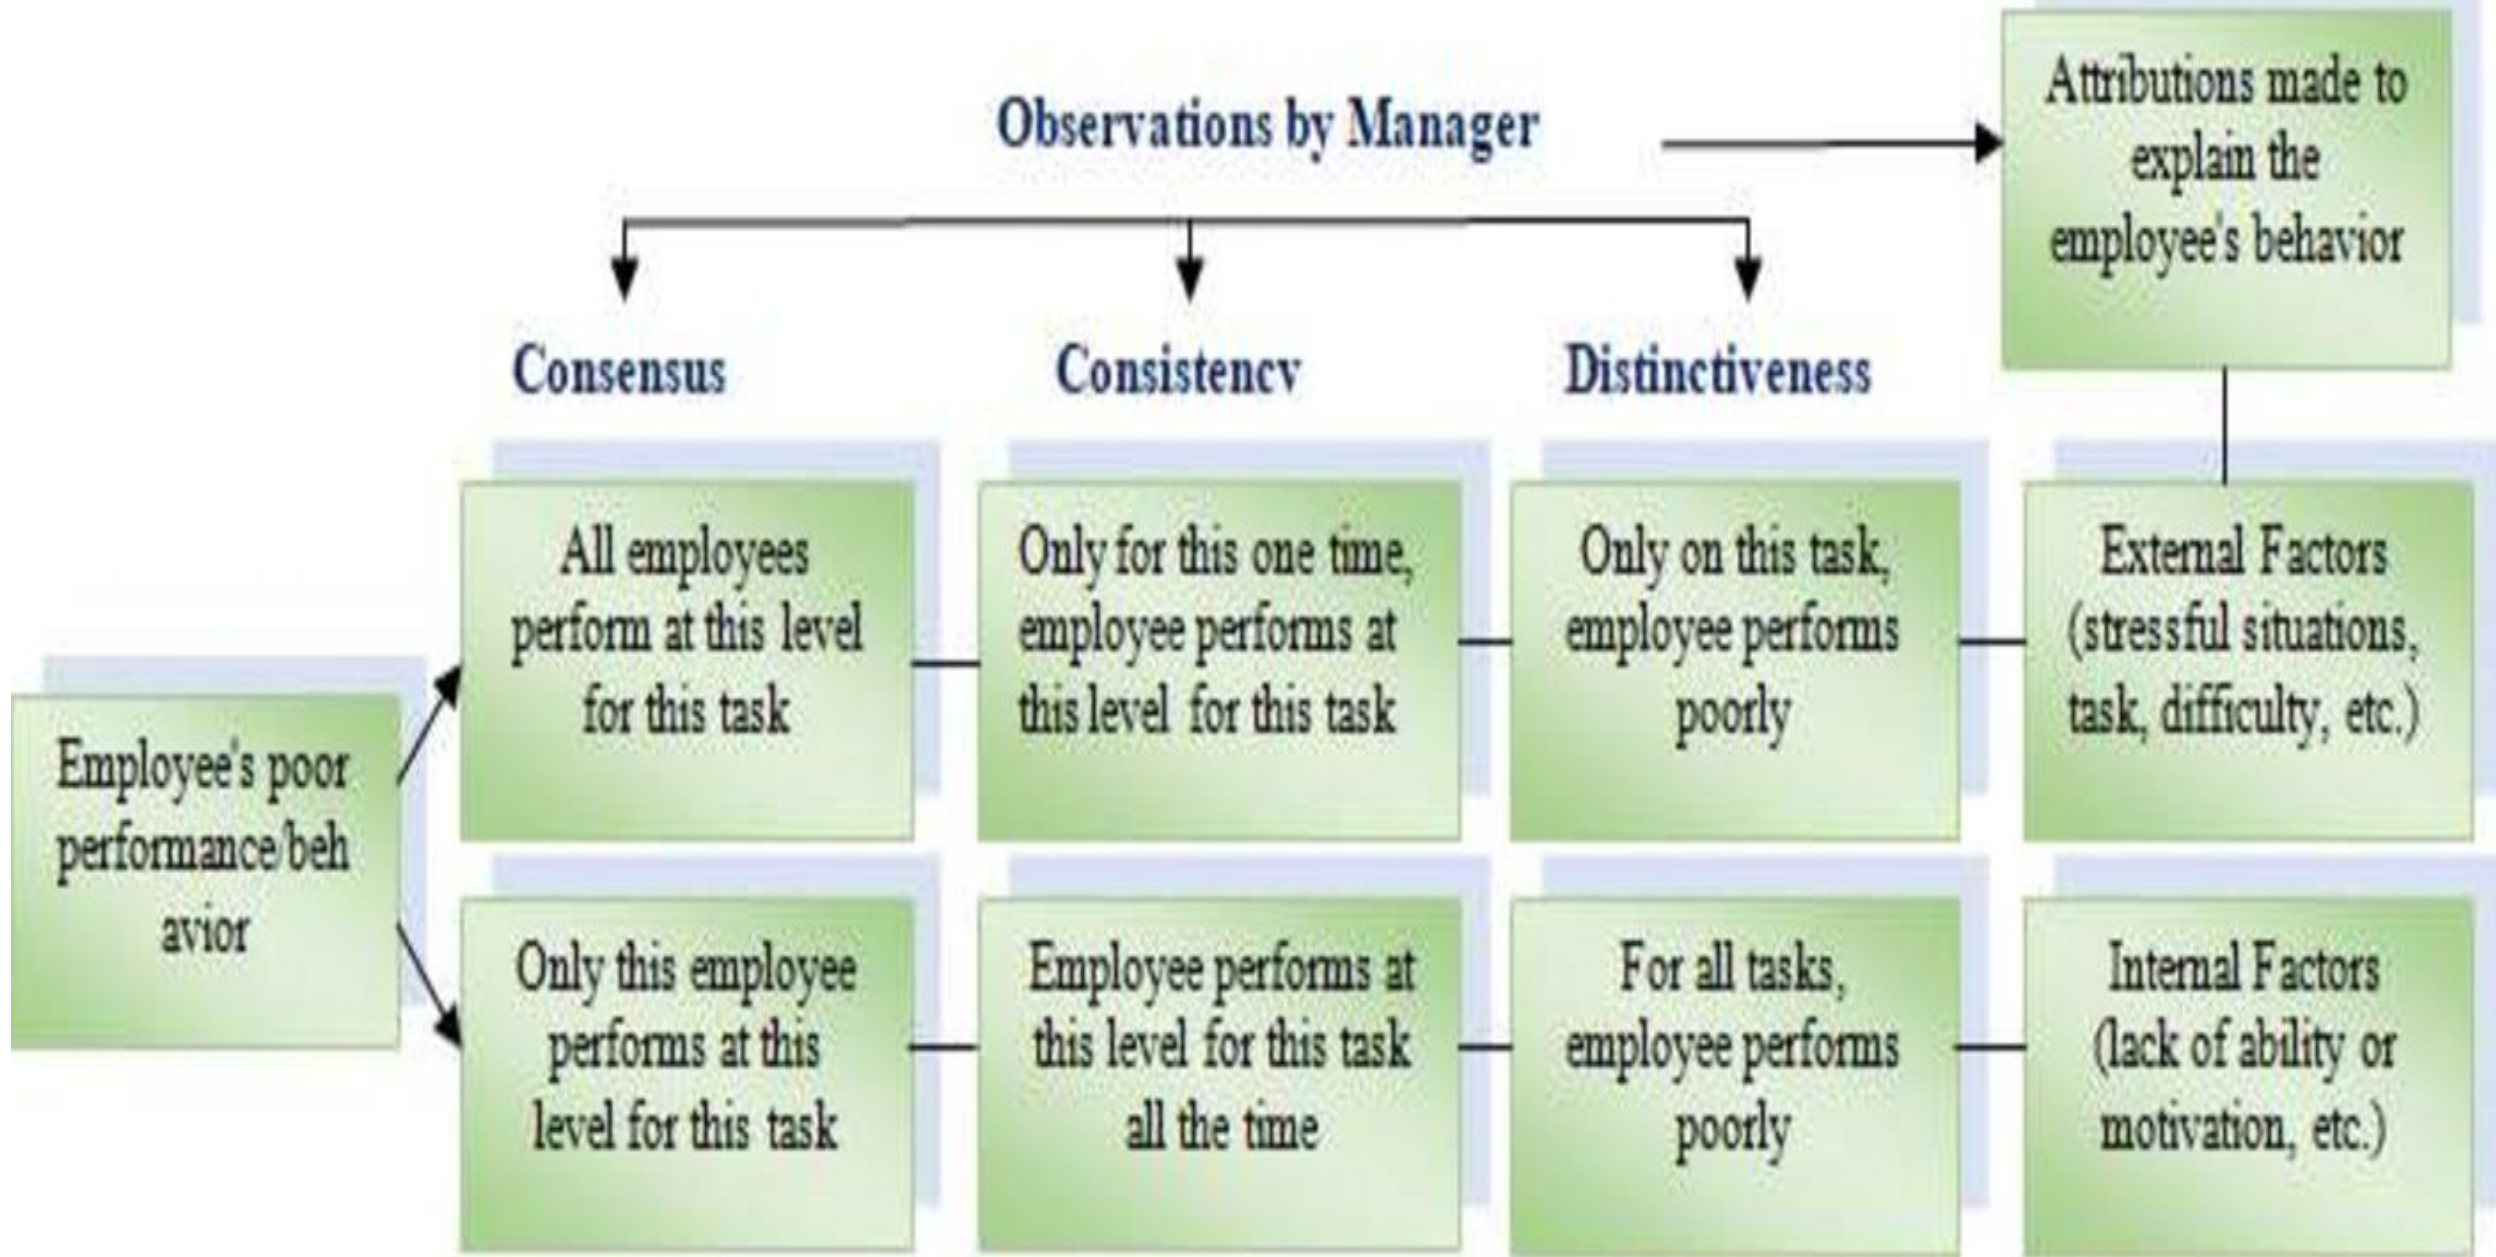 Observations by Manager
Attributions made to
explain the
employee's behavior
Consensus
Consistencv
Distinctiveness
All employees
perform at this level
for this task
Only for this one time,
employee performs at
this level for this task
Only on this task,
employee performs
poorly
External Factors
(stressful situations,
task, difficulty, etc.)
Employee's poor
performance/beh
avior
Only this employee
performs at this
level for this task
Employee performs at
this level for this task
all the time
For all tasks,
employee performs
poorly
Internal Factors
(lack of ability or
motivation, etc.)